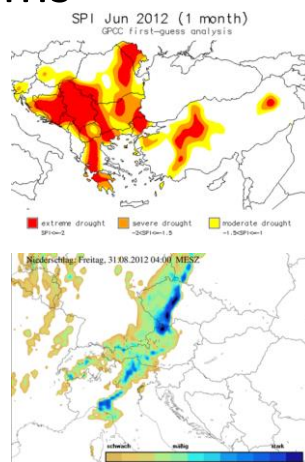 SPI Jun 2012 (1 month)
GPCC first-guess analysis
extreme drought severe drought moderate drought
SPI<=-2 -2<SPI<=-1.5 -1.5<SPI<=-1
Niederschlag: Freitag, 31.08.2012 04:00 MESZ
schwach mäßig stark